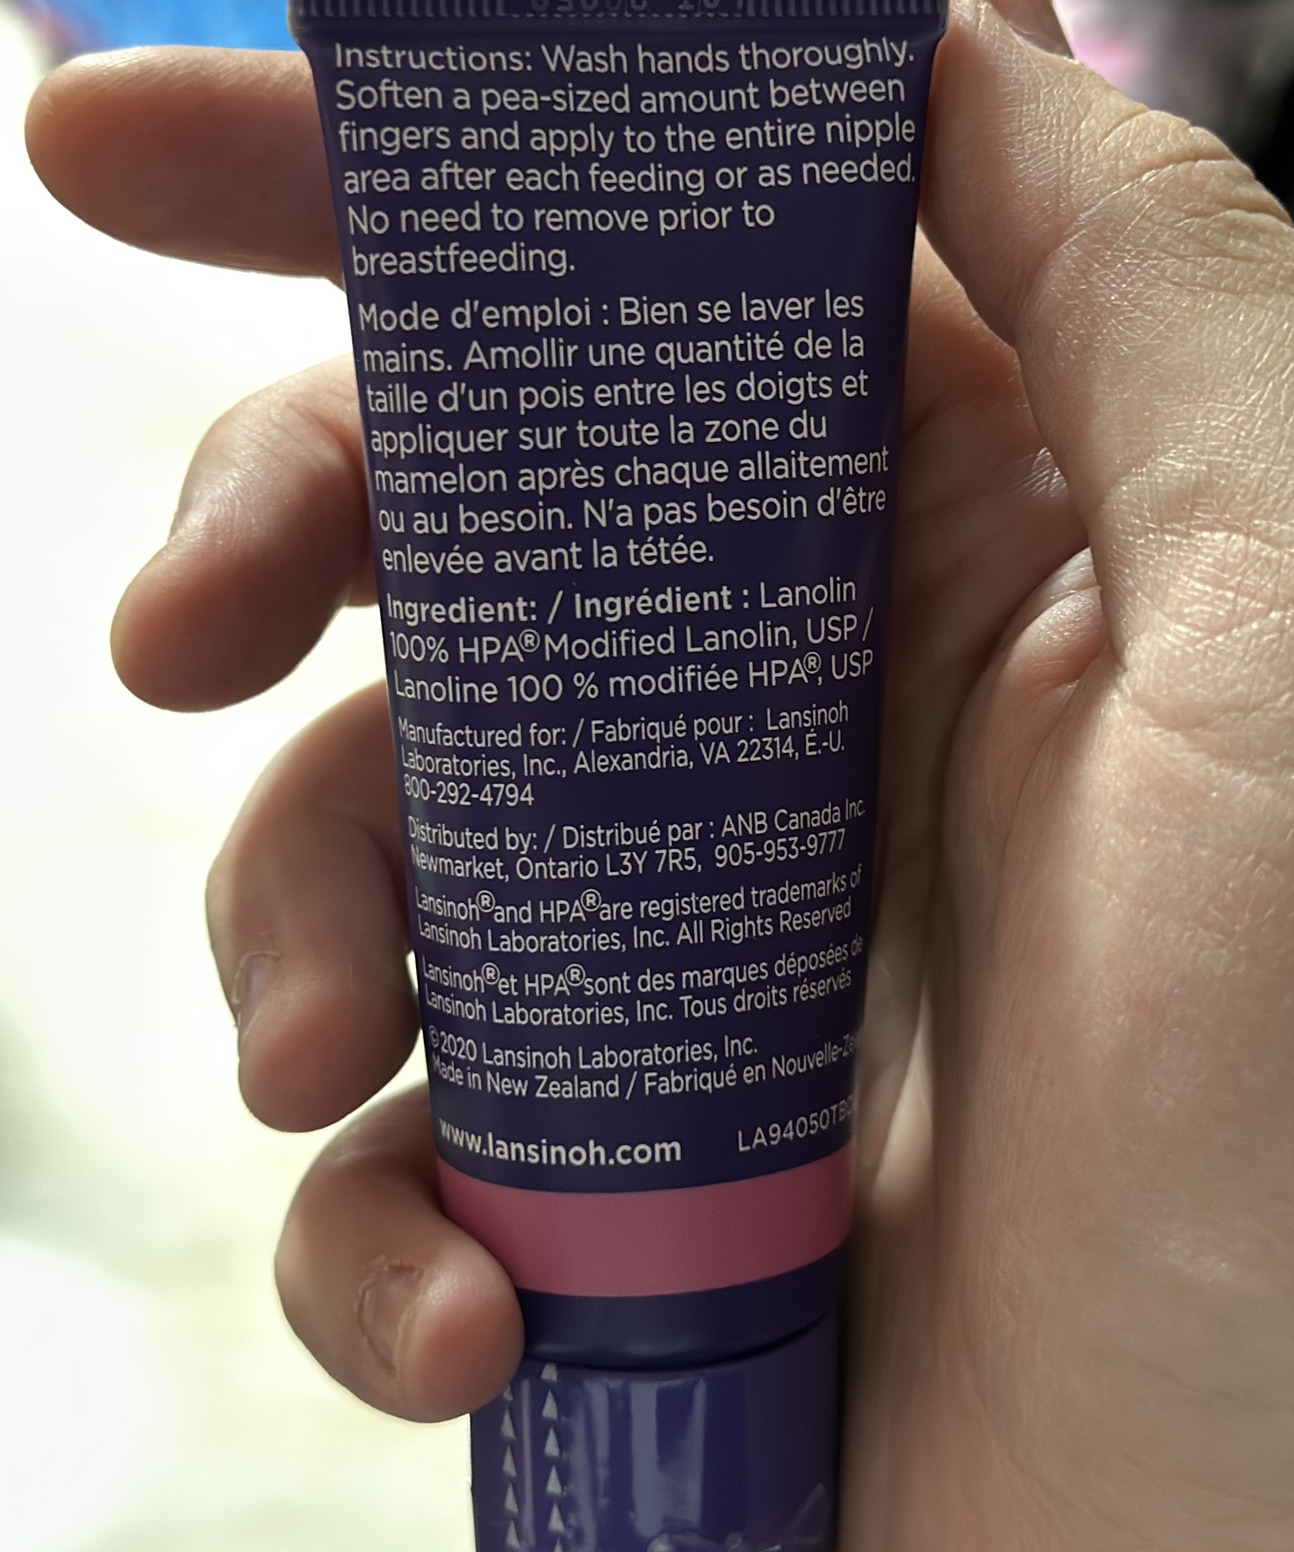 Instructions: Wash hands thoroughly.
Soften a pea-sized amount between
fingers and apply to the entire nipple
area after each feeding or as needed.
No need to remove prior to
breastfeeding.
Mode d'emploi : Bien se laver les
mains. Amollir une quantité de la
taille d'un pois entre les doigts et
appliquer sur toute la zone du
mamelon après chaque allaitement
ou au besoin. N'a pas besoin d'être
enlevée avant la tétée.
Ingredient: / Ingrédient : Lanolin
100% HPA® Modified Lanolin, USP /
Lanoline 100 % modifiée HPA®, USP
Manufactured for: / Fabriqué pour : Lansinoh
Laboratories, Inc., Alexandria, VA 22314, É.-U.
800-292-4794
Distributed by: / Distribué par : ANB Canada Inc.
Newmarket, Ontario L3Y 7R5, 905-953-9777
Lansinoh® and HPA® are registered trademarks of
Lansinoh Laboratories, Inc. All Rights Reserved
Lansinoh® et HPA® sont des marques déposées de
Lansinoh Laboratories, Inc. Tous droits réservés
©2020 Lansinoh Laboratories, Inc.
Made in New Zealand / Fabriqué en
www.lansinoh.com